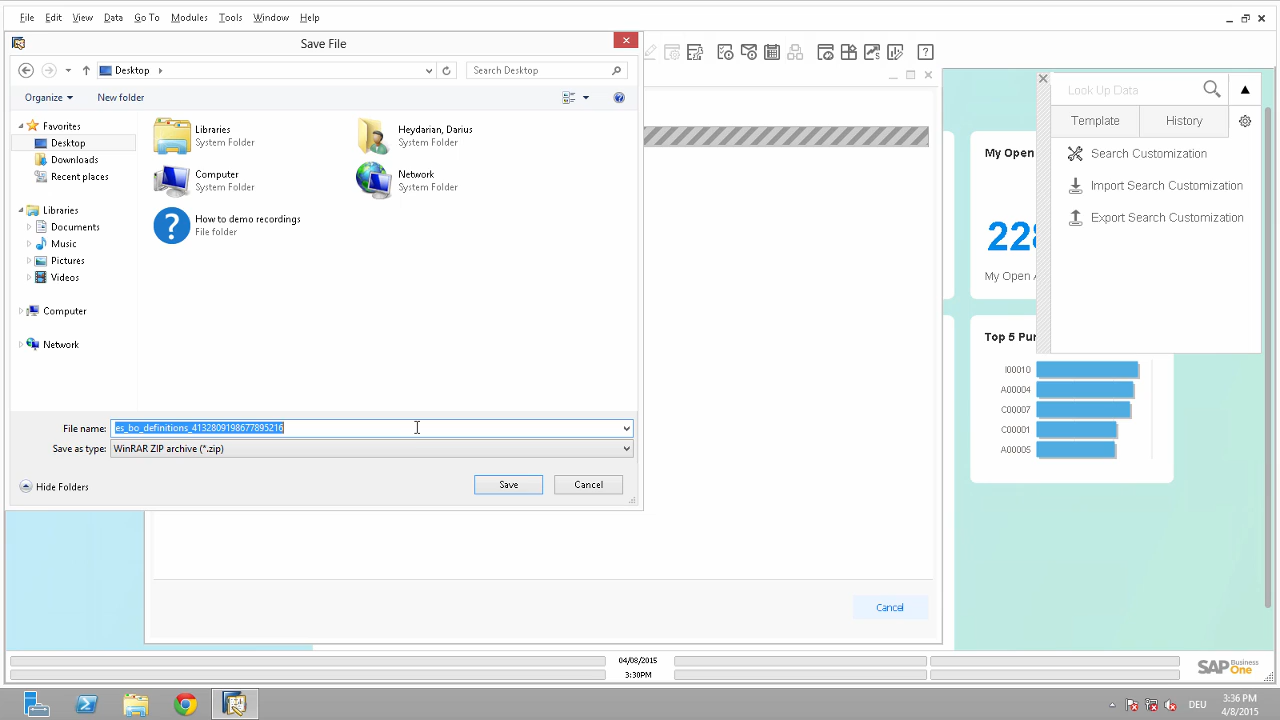 File Edit View Data Go To Modules Tools Window Help
Save File
Desktop
Search Desktop
Organize New folder
Favorites
Desktop
Downloads
Recent places
Libraries
Documents
Music
Pictures
Videos
Computer
Network
Libraries
System Folder
Heydarian, Darius
System Folder
Computer
System Folder
Network
System Folder
How to demo recordings
File folder
File name: es_bo_definitions_4132809198677895216
Save as type: WinRAR ZIP archive (*.zip)
Hide Folders
Save Cancel
Look Up Data
Template History
Search Customization
Import Search Customization
Export Search Customization
My Open
228
My Open
Top 5 Pur
I00010
A00004
C00007
C00001
A00005
Cancel
04/08/2015
3:30PM
SAP Business One
DEU
3:36 PM
4/8/2015